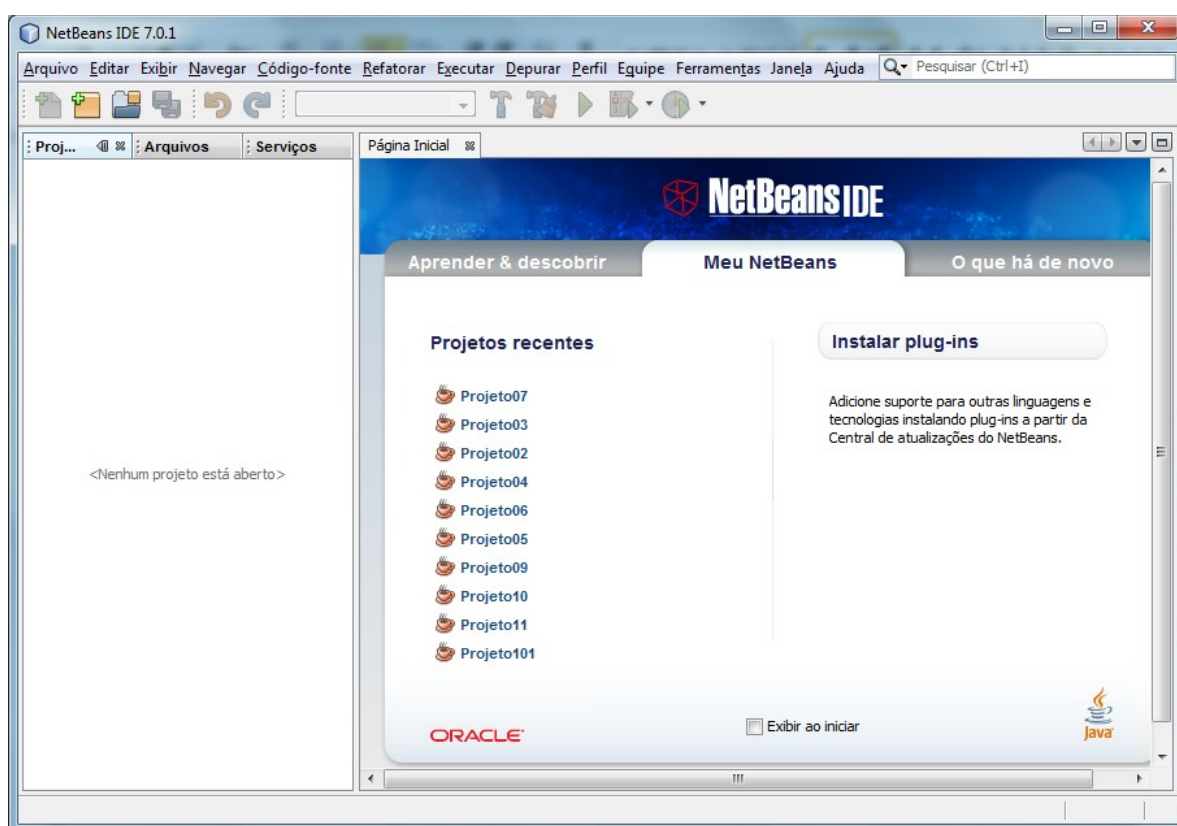 NetBeans IDE 7.0.1
Arquivo Editar Exibir Navegar Código-fonte Refatorar Executar Depurar Perfil Equipe Ferramentas Janela Ajuda Pesquisar (Ctrl+I)
Proj... Arquivos Serviços Página Inicial
NetBeans IDE
Aprender & descobrir Meu NetBeans O que há de novo
Projetos recentes
Projeto07
Projeto03
Projeto02
Projeto04
Projeto06
Projeto05
Projeto09
Projeto10
Projeto11
Projeto101
Instalar plug-ins
Adicione suporte para outras linguagens e
tecnologias instalando plug-ins a partir da
Central de atualizações do NetBeans.
<Nenhum projeto está aberto>
ORACLE
Exibir ao iniciar
Java